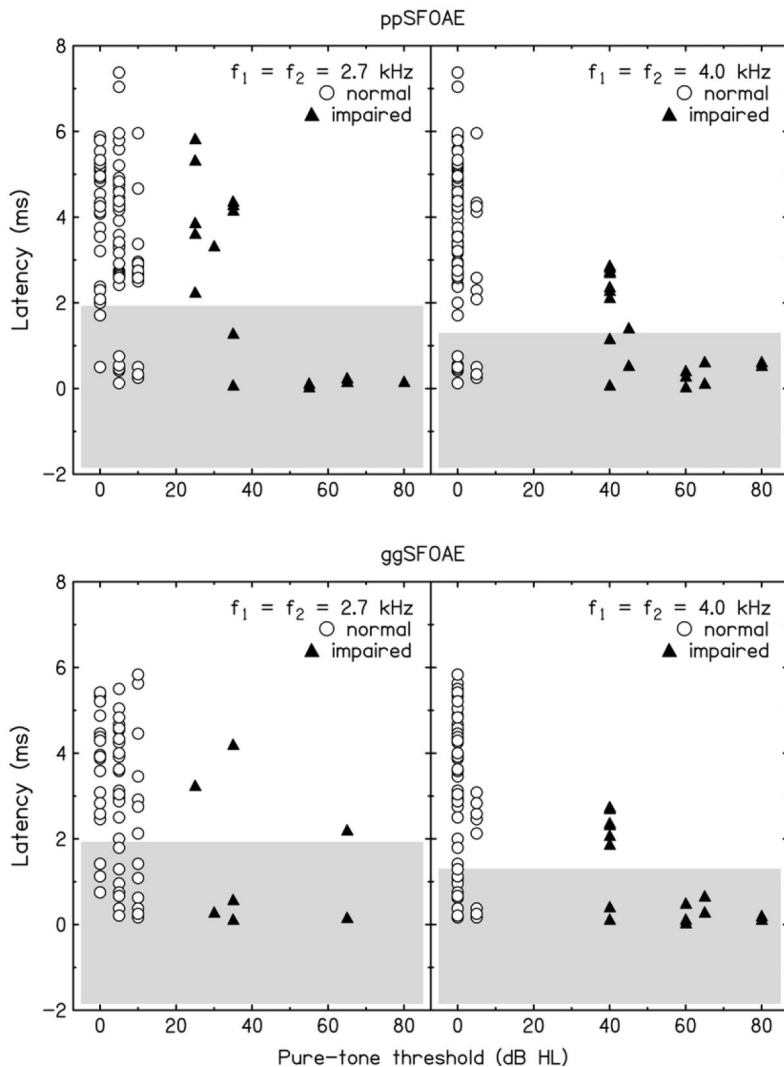 ppSFOAE
8
6
4
2
0
−2
Latency (ms)
f1 = f2 = 2.7 kHz
normal
impaired
f1 = f2 = 4.0 kHz
normal
impaired
0 20 40 60 80 0 20 40 60 80
ggSFOAE
8
6
4
2
0
−2
Latency (ms)
f1 = f2 = 2.7 kHz
normal
impaired
f1 = f2 = 4.0 kHz
normal
impaired
0 20 40 60 80 0 20 40 60 80
Pure-tone threshold (dB HL)